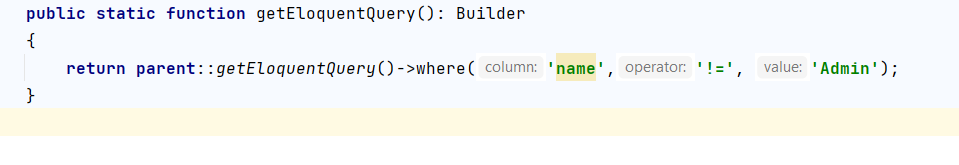 public static function getEloquentQuery(): Builder
{
return parent::getEloquentQuery()->where( column: 'name', operator: '!=', value: 'Admin');
}